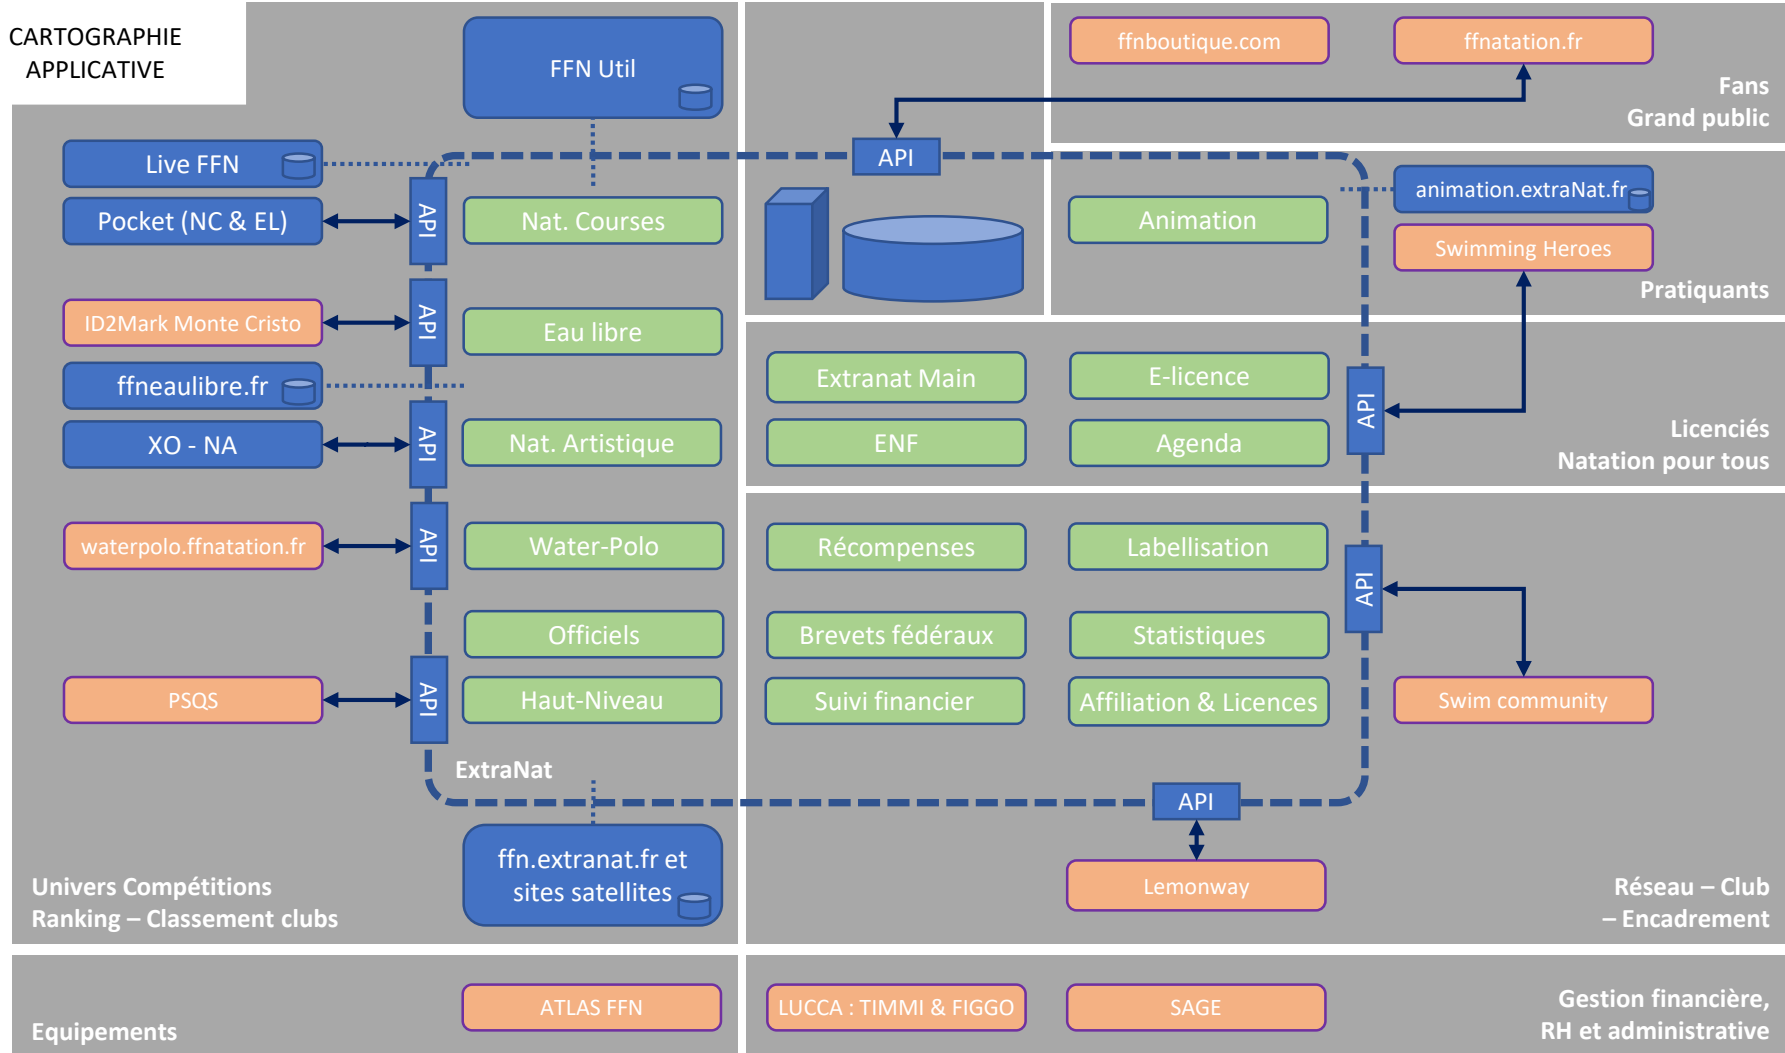 CARTOGRAPHIE
APPLICATIVE
FFN Util
ffnboutique.com
ffnatation.fr
Fans
Grand public
Live FFN
API
Pocket (NC & EL)
API
Nat. Courses
Animation
animation.extraNat.fr
Swimming Heroes
Pratiquants
ID2Mark Monte Cristo
API
Eau libre
ffneaulibre.fr
Extranat Main
E-licence
API
XO - NA
API
Nat. Artistique
ENF
Agenda
Licenciés
Natation pour tous
waterpolo.ffnatation.fr
API
Water-Polo
Récompenses
Labellisation
API
Officiels
Brevets fédéraux
Statistiques
PSQS
API
Haut-Niveau
Suivi financier
Affiliation & Licences
Swim community
ExtraNat
API
ffn.extranat.fr et
sites satellites
Lemonway
Univers Compétitions
Ranking – Classement clubs
Réseau – Club
– Encadrement
Equipements
ATLAS FFN
LUCCA : TIMMI & FIGGO
SAGE
Gestion financière,
RH et administrative